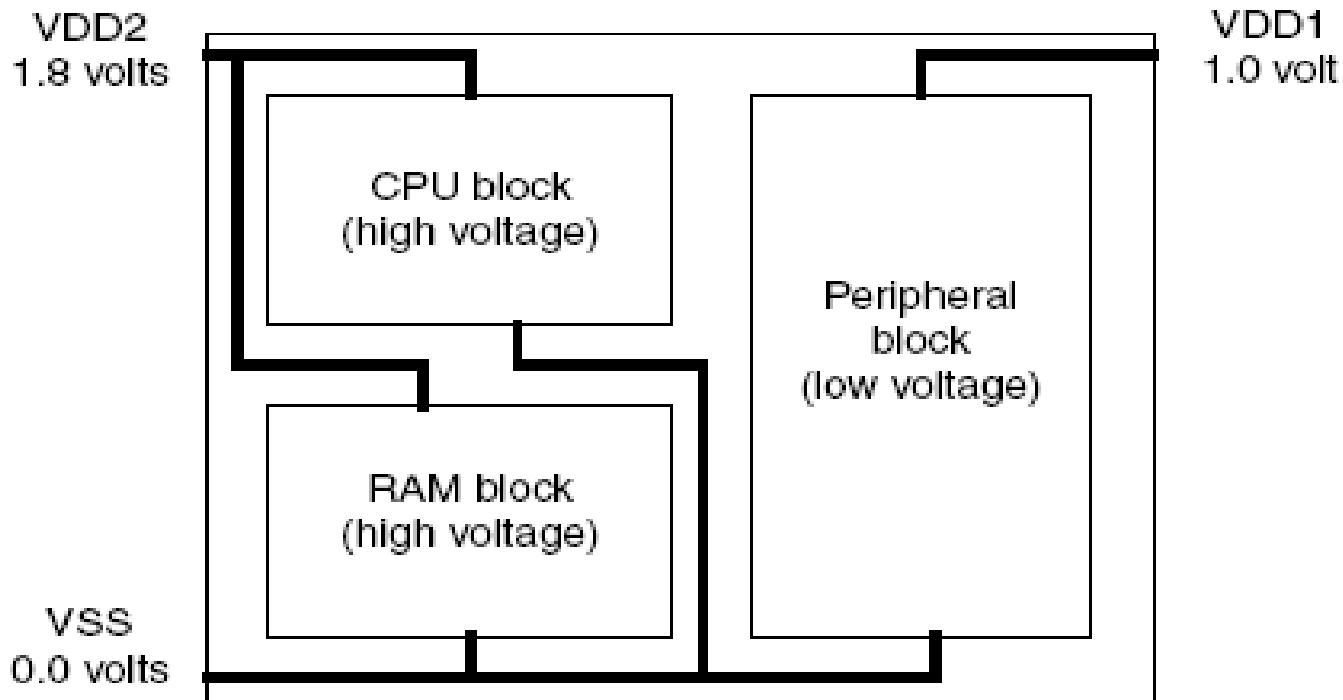 VDD2
1.8 volts
VDD1
1.0 volt
CPU block
(high voltage)
Peripheral
block
(low voltage)
RAM block
(high voltage)
VSS
0.0 volts